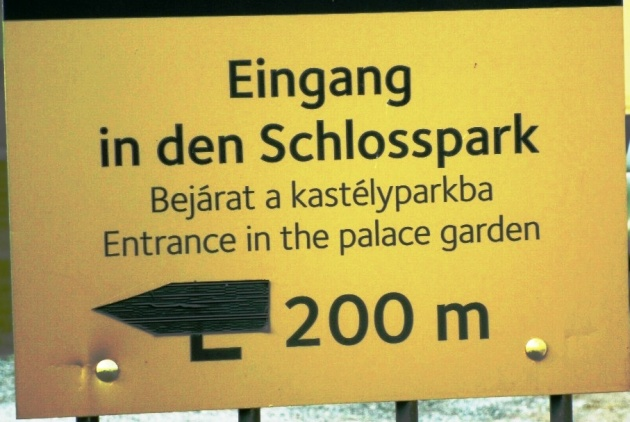 Eingang
in den Schlosspark
Bejárat a kastélyparkba
Entrance in the palace garden
200 m